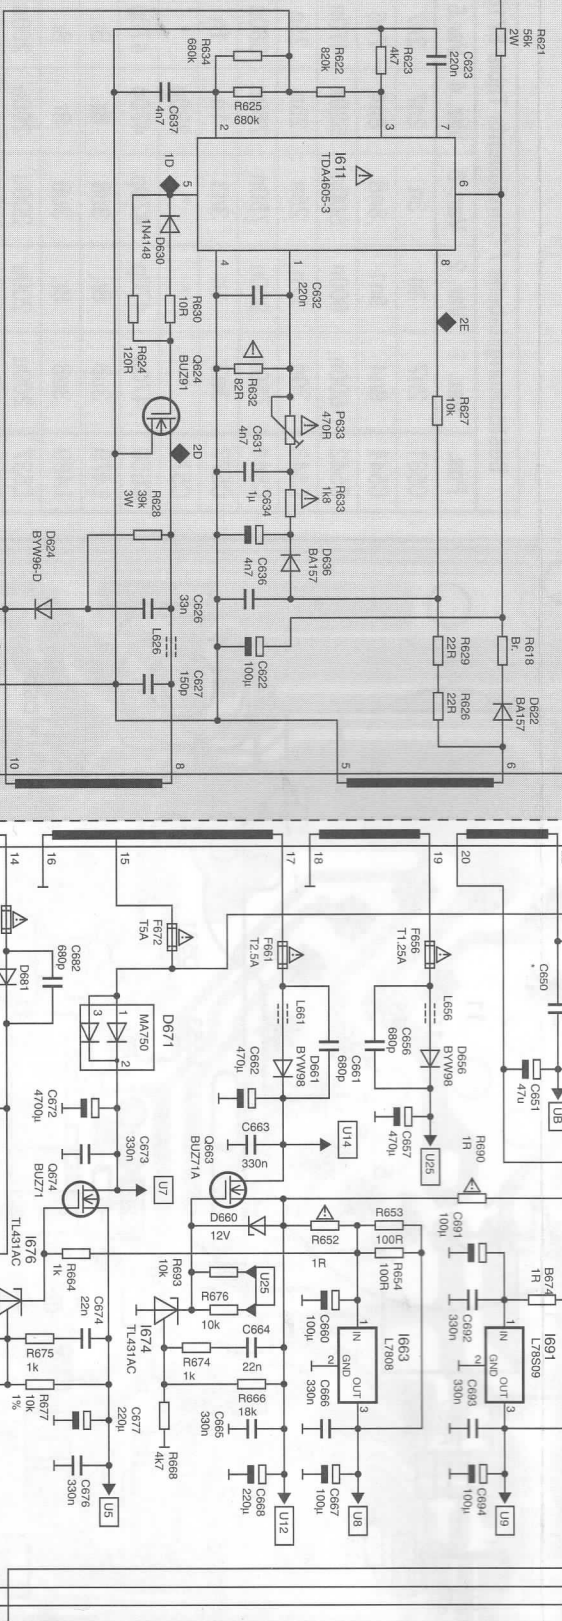 R621
56k
2W
R634
680k
R622
820k
R623
4k7
C623
220n
C637
4n7
R625
680k
2
3
7
1D
5
I611
TDA4605-3
6
D630
1N4148
4
1
8
C632
220n
2E
R630
10R
R624
120R
Q624
BUZ91
R632
82R
P633
470R
R627
10k
2D
C631
4n7
R628
39k
3W
C634
1µ
R633
1k8
D624
BYW96-D
C636
4n7
D636
BA157
C626
33n
L626
C627
150p
C622
100µ
R629
22R
R618
Br.
R626
22R
D622
BA157
10
8
5
6
14
16
15
17
18
19
20
F672
T5A
F661
T2.5A
F656
T1.25A
C682
680p
D681
C650
L661
L656
3
1
MA750
D671
2
C662
470µ
D661
BYW98
C661
680p
C656
680p
D656
BYW98
C651
47u
UB
C672
4700µ
C673
330n
C663
330n
U14
C657
470µ
U25
R690
1R
Q674
BUZ71
U7
Q663
BUZ71A
I676
TL431AC
D660
12V
R652
1R
R653
100R
R654
100R
C691
100µ
R664
1k
R693
10k
U25
R676
10k
C660
100µ
C692
330n
B674
1R
C674
22n
I674
TL431AC
C664
22n
I663
L7808
1
IN
GND
2
OUT
3
I691
L78S09
1
IN
GND
2
OUT
3
R675
1k
R674
1k
R677
10k
1%
C677
220µ
R666
18k
C666
330n
C693
330n
R668
4k7
C665
330n
C676
330n
C668
220µ
C667
100µ
C694
100µ
U5
U12
U8
U9